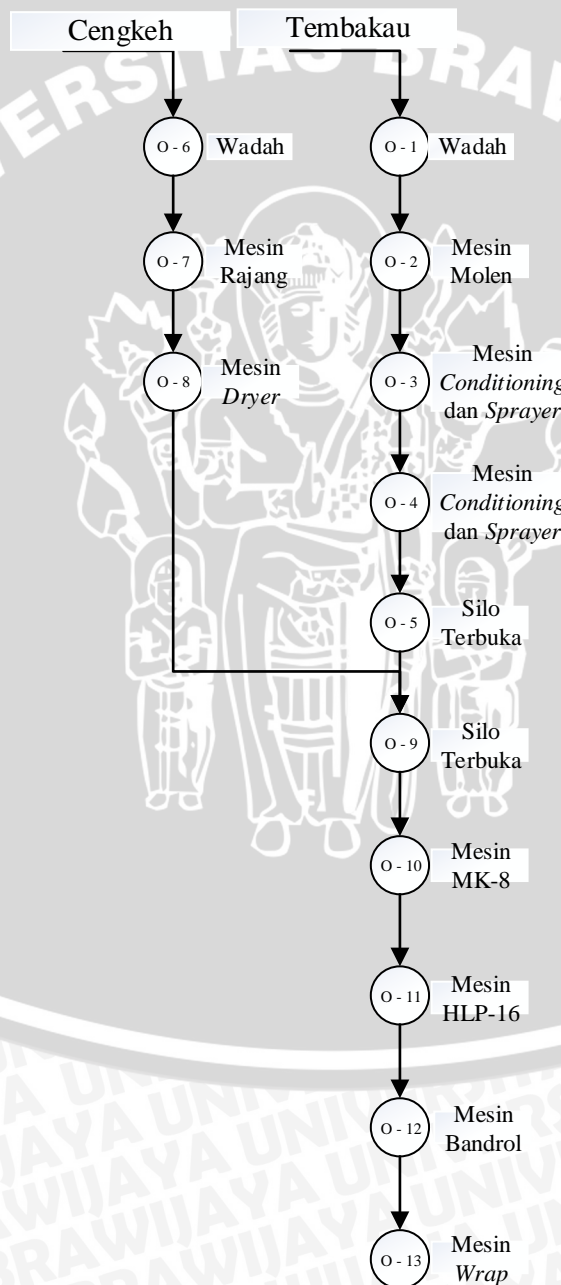 Cengkeh
Tembakau
O - 6 Wadah
O - 1 Wadah
O - 7
Mesin
Rajang
O - 2
Mesin
Molen
O - 8
Mesin
Dryer
O - 3
Mesin
Conditioning
dan Sprayer
O - 4
Mesin
Conditioning
dan Sprayer
O - 5
Silo
Terbuka
O - 9
Silo
Terbuka
O - 10
Mesin
MK-8
O - 11
Mesin
HLP-16
O - 12
Mesin
Bandrol
O - 13
Mesin
Wrap